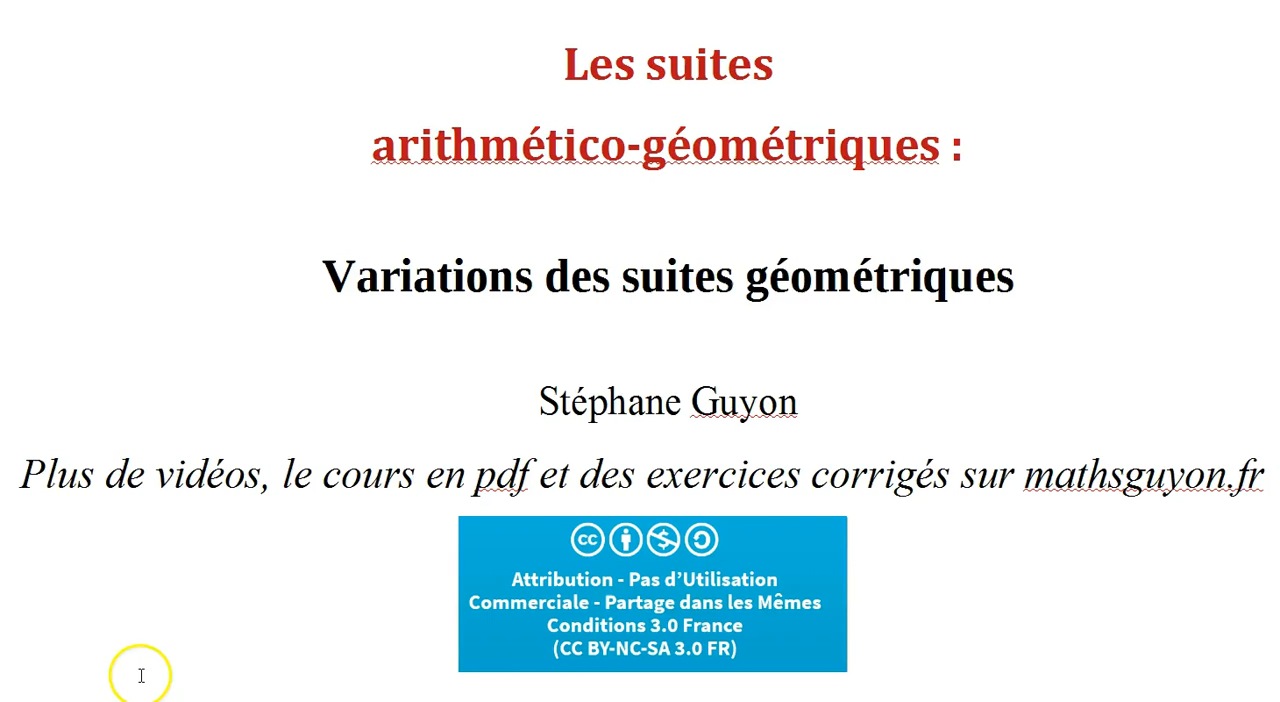 Les suites
arithmético-géométriques :
Variations des suites géométriques
Stéphane Guyon
Plus de vidéos, le cours en pdf et des exercices corrigés sur mathsguyon.fr
cc
Attribution - Pas d'Utilisation
Commerciale - Partage dans les Mêmes
Conditions 3.0 France
(CC BY-NC-SA 3.0 FR)